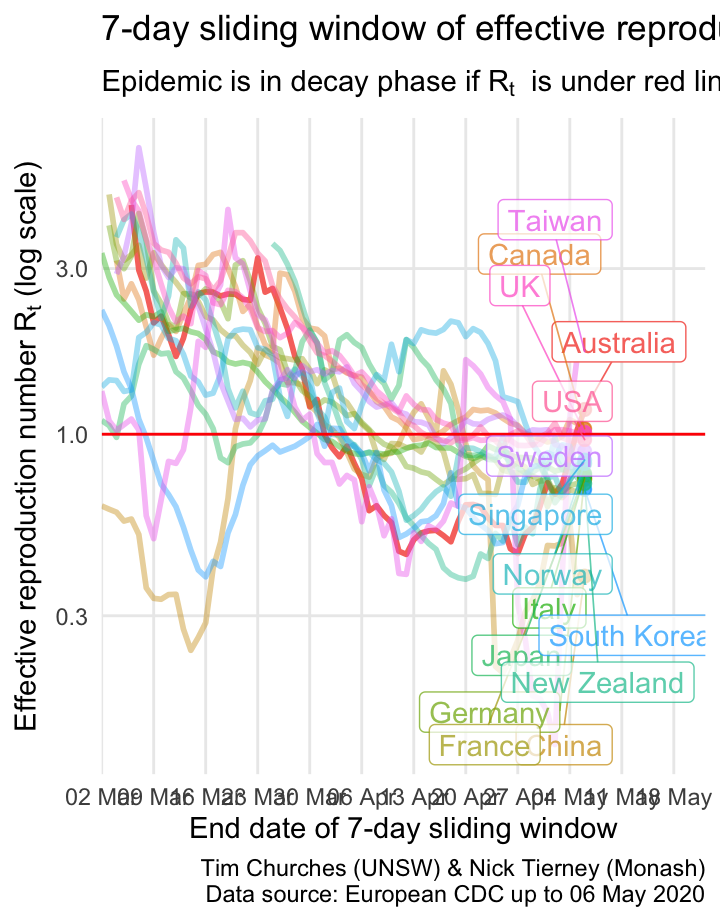 7-day sliding window of effective reprodu
Epidemic is in decay phase if Rt is under red lin
Effective reproduction number Rt (log scale)
3.0
1.0
0.3
Taiwan
Canada
UK
Australia
USA
Sweden
Singapore
Norway
Italy
South Korea
Japan
New Zealand
Germany
France
China
02 Mar 09 Mar 16 Mar 23 Mar 30 Mar 06 Apr 13 Apr 20 Apr 27 Apr 04 May 11 May 18 May
End date of 7-day sliding window
Tim Churches (UNSW) & Nick Tierney (Monash)
Data source: European CDC up to 06 May 2020